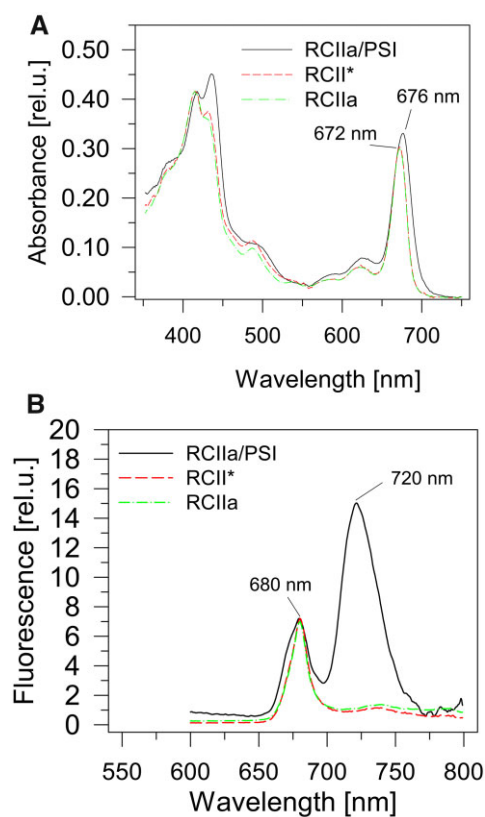 A
0.50
0.40
0.30
0.20
0.10
0.00
Absorbance [rel.u.]
RCIIa/PSI
RCII*
RCIIa
676 nm
672 nm
400 500 600 700
Wavelength [nm]
B
20
18
16
14
12
10
8
6
4
2
0
Fluorescence [rel.u.]
RCIIa/PSI
RCII*
RCIIa
720 nm
680 nm
550 600 650 700 750 800
Wavelength [nm]